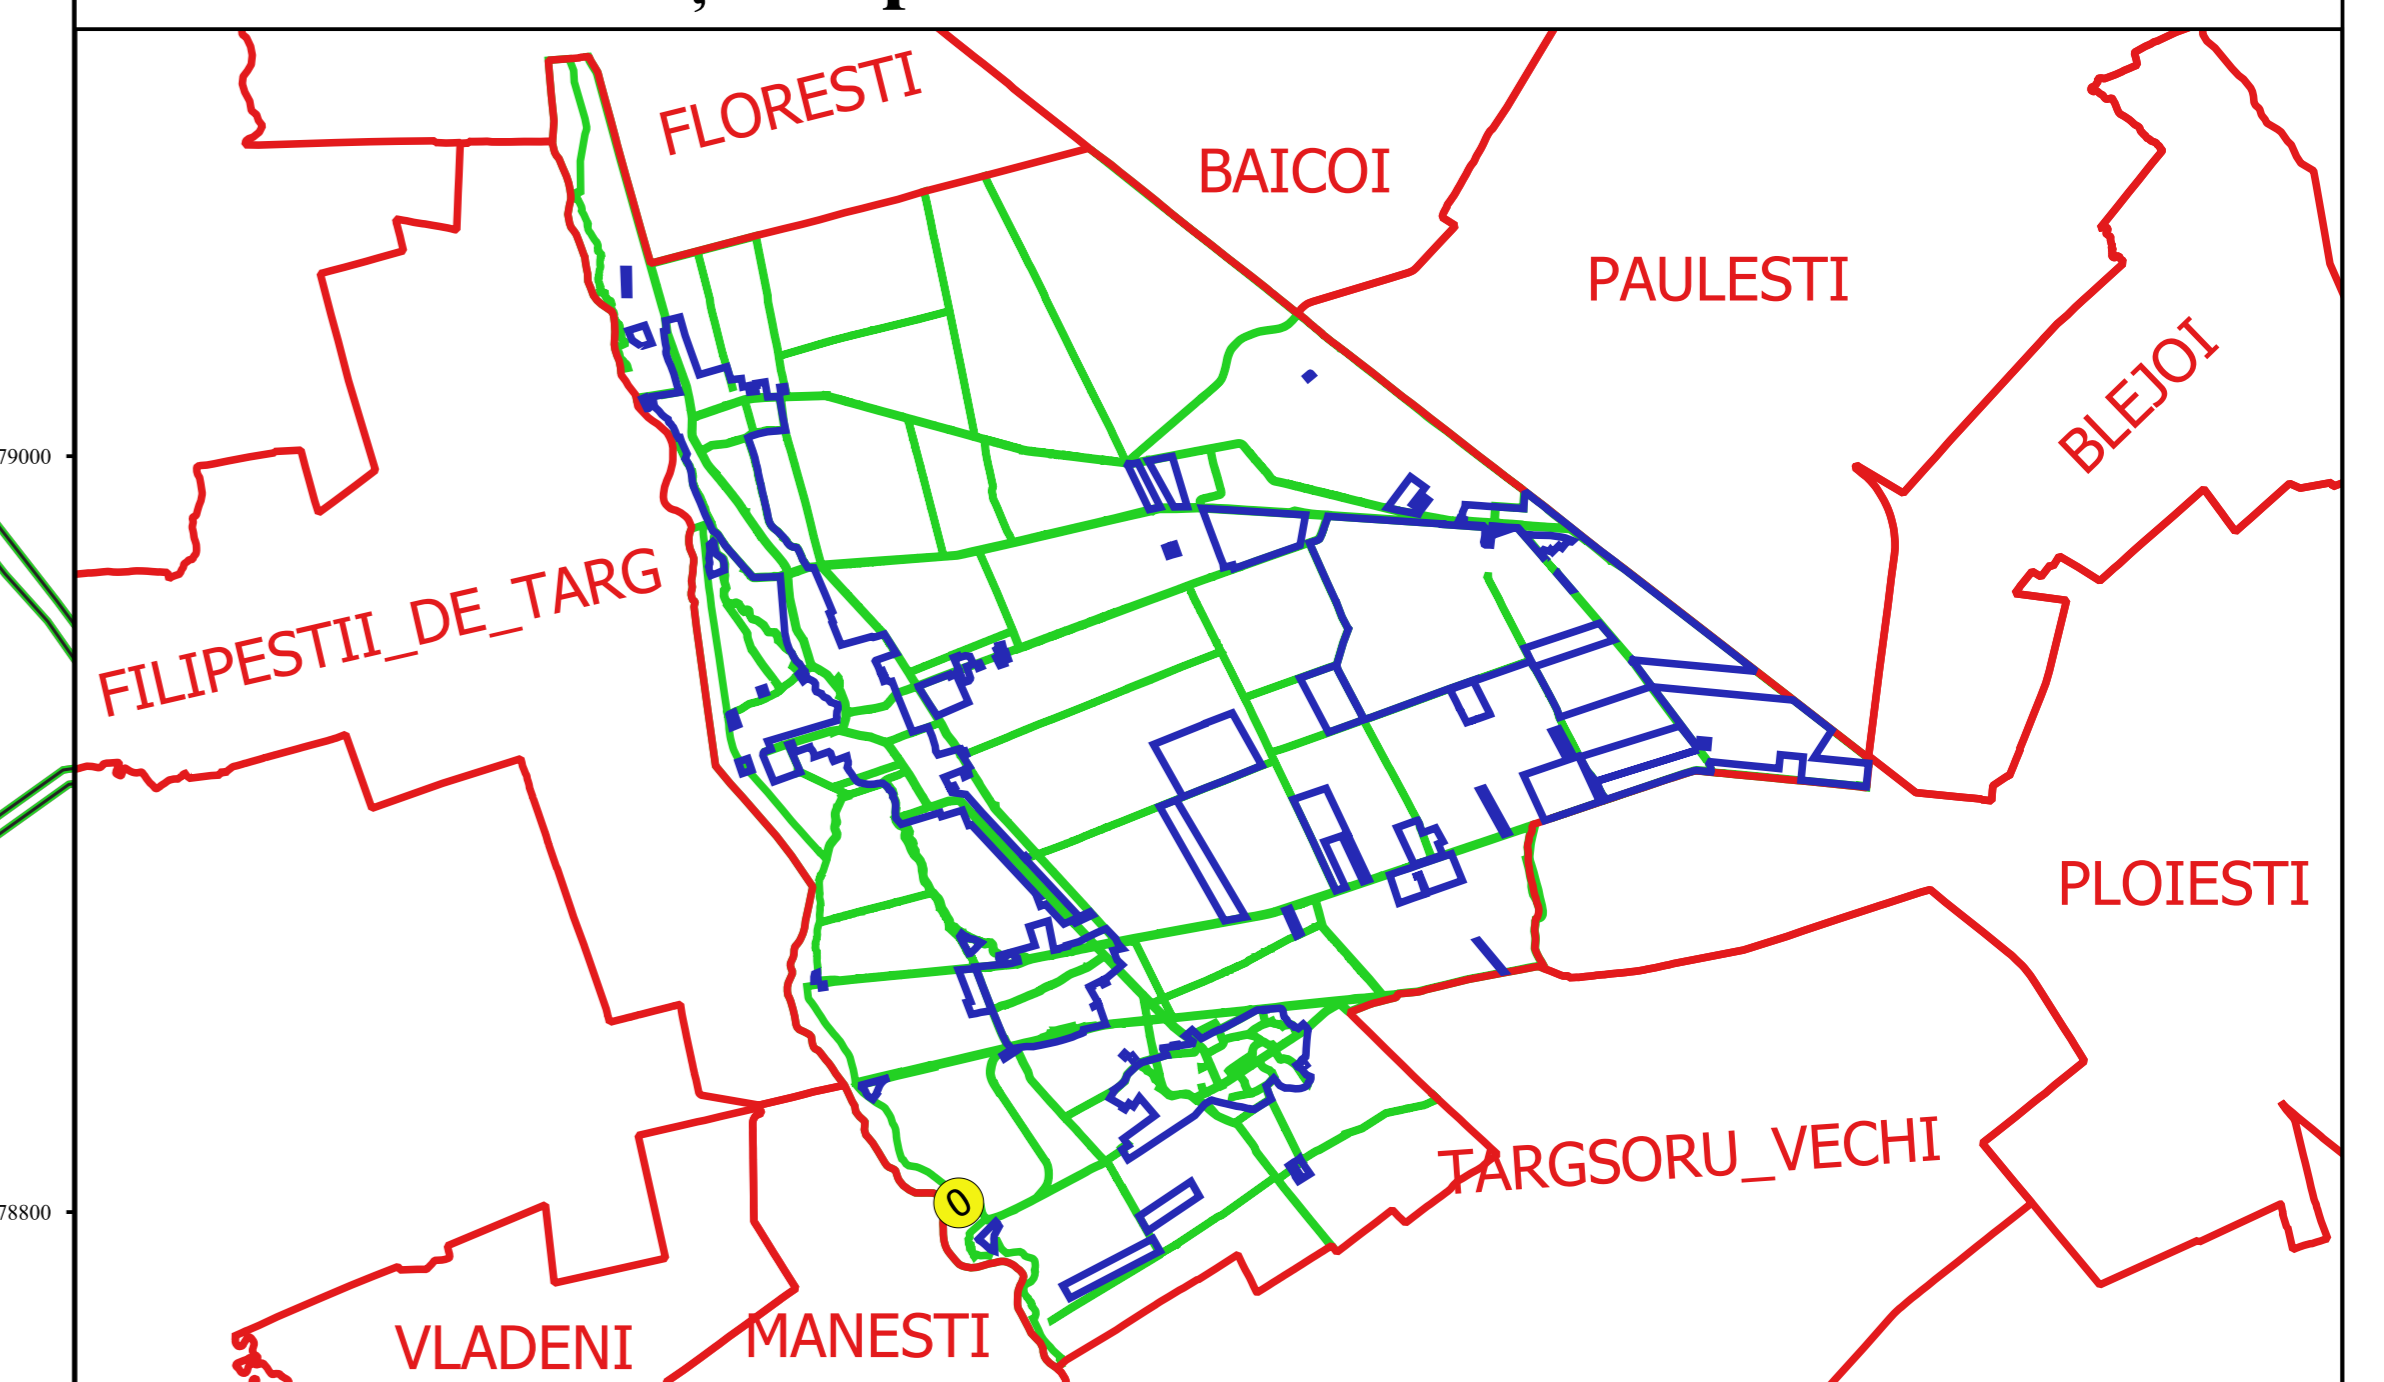 FLORESTI
BAICOI
PAULESTI
BLEJOI
79000
FILIPESTII_DE_TARG
PLOIESTI
TARGSORU_VECHI
0
78800
VLADENI
MANESTI